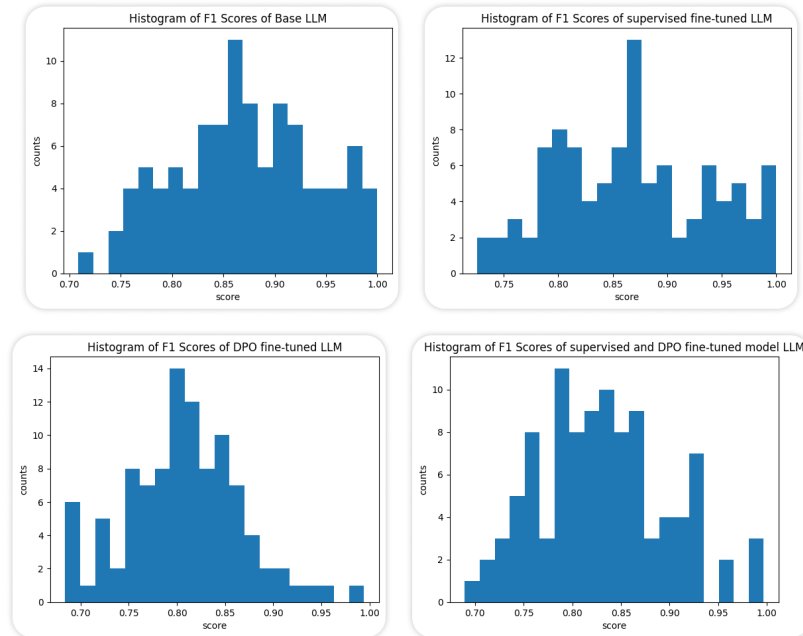 Histogram of F1 Scores of Base LLM
counts
10
8
6
4
2
0
0.70 0.75 0.80 0.85 0.90 0.95 1.00
score
Histogram of F1 Scores of supervised fine-tuned LLM
counts
12
10
8
6
4
2
0
0.75 0.80 0.85 0.90 0.95 1.00
score
Histogram of F1 Scores of DPO fine-tuned LLM
counts
14
12
10
8
6
4
2
0
0.70 0.75 0.80 0.85 0.90 0.95 1.00
score
Histogram of F1 Scores of supervised and DPO fine-tuned model LLM
counts
10
8
6
4
2
0
0.70 0.75 0.80 0.85 0.90 0.95 1.00
score